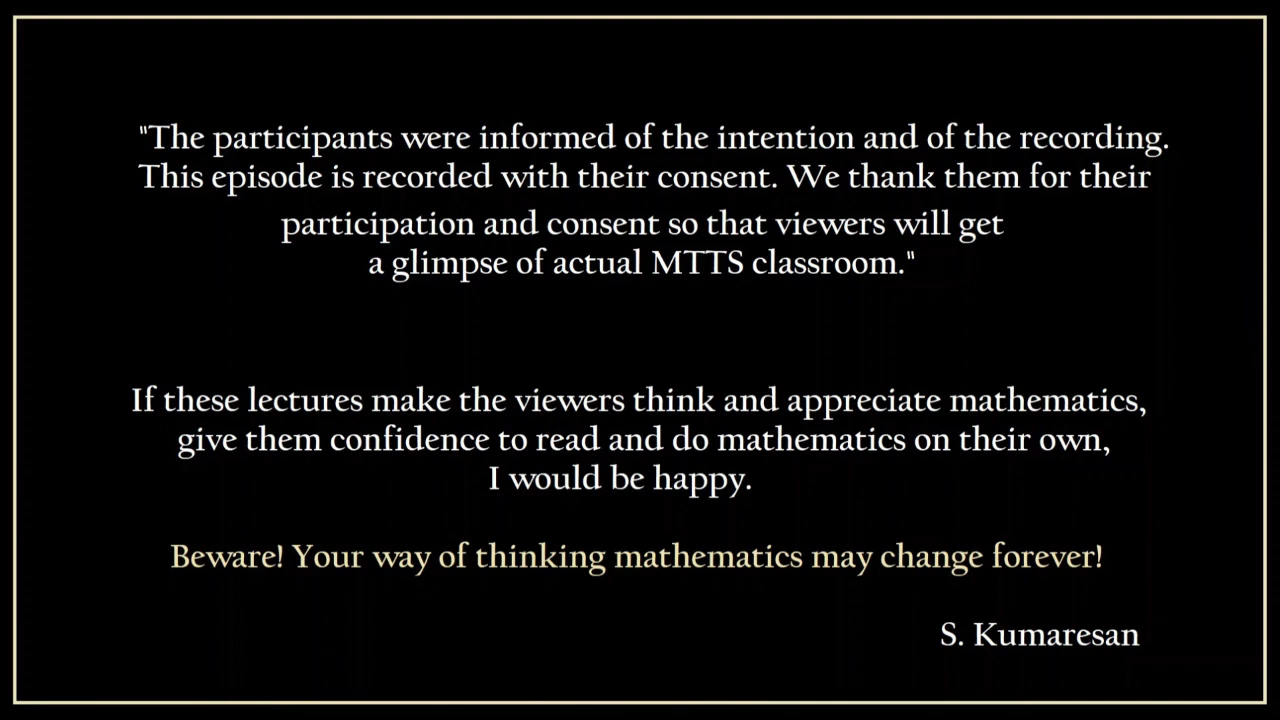 "The participants were informed of the intention and of the recording.
This episode is recorded with their consent. We thank them for their
participation and consent so that viewers will get
a glimpse of actual MTTS classroom."
If these lectures make the viewers think and appreciate mathematics,
give them confidence to read and do mathematics on their own,
I would be happy.
Beware! Your way of thinking mathematics may change forever!
S. Kumaresan